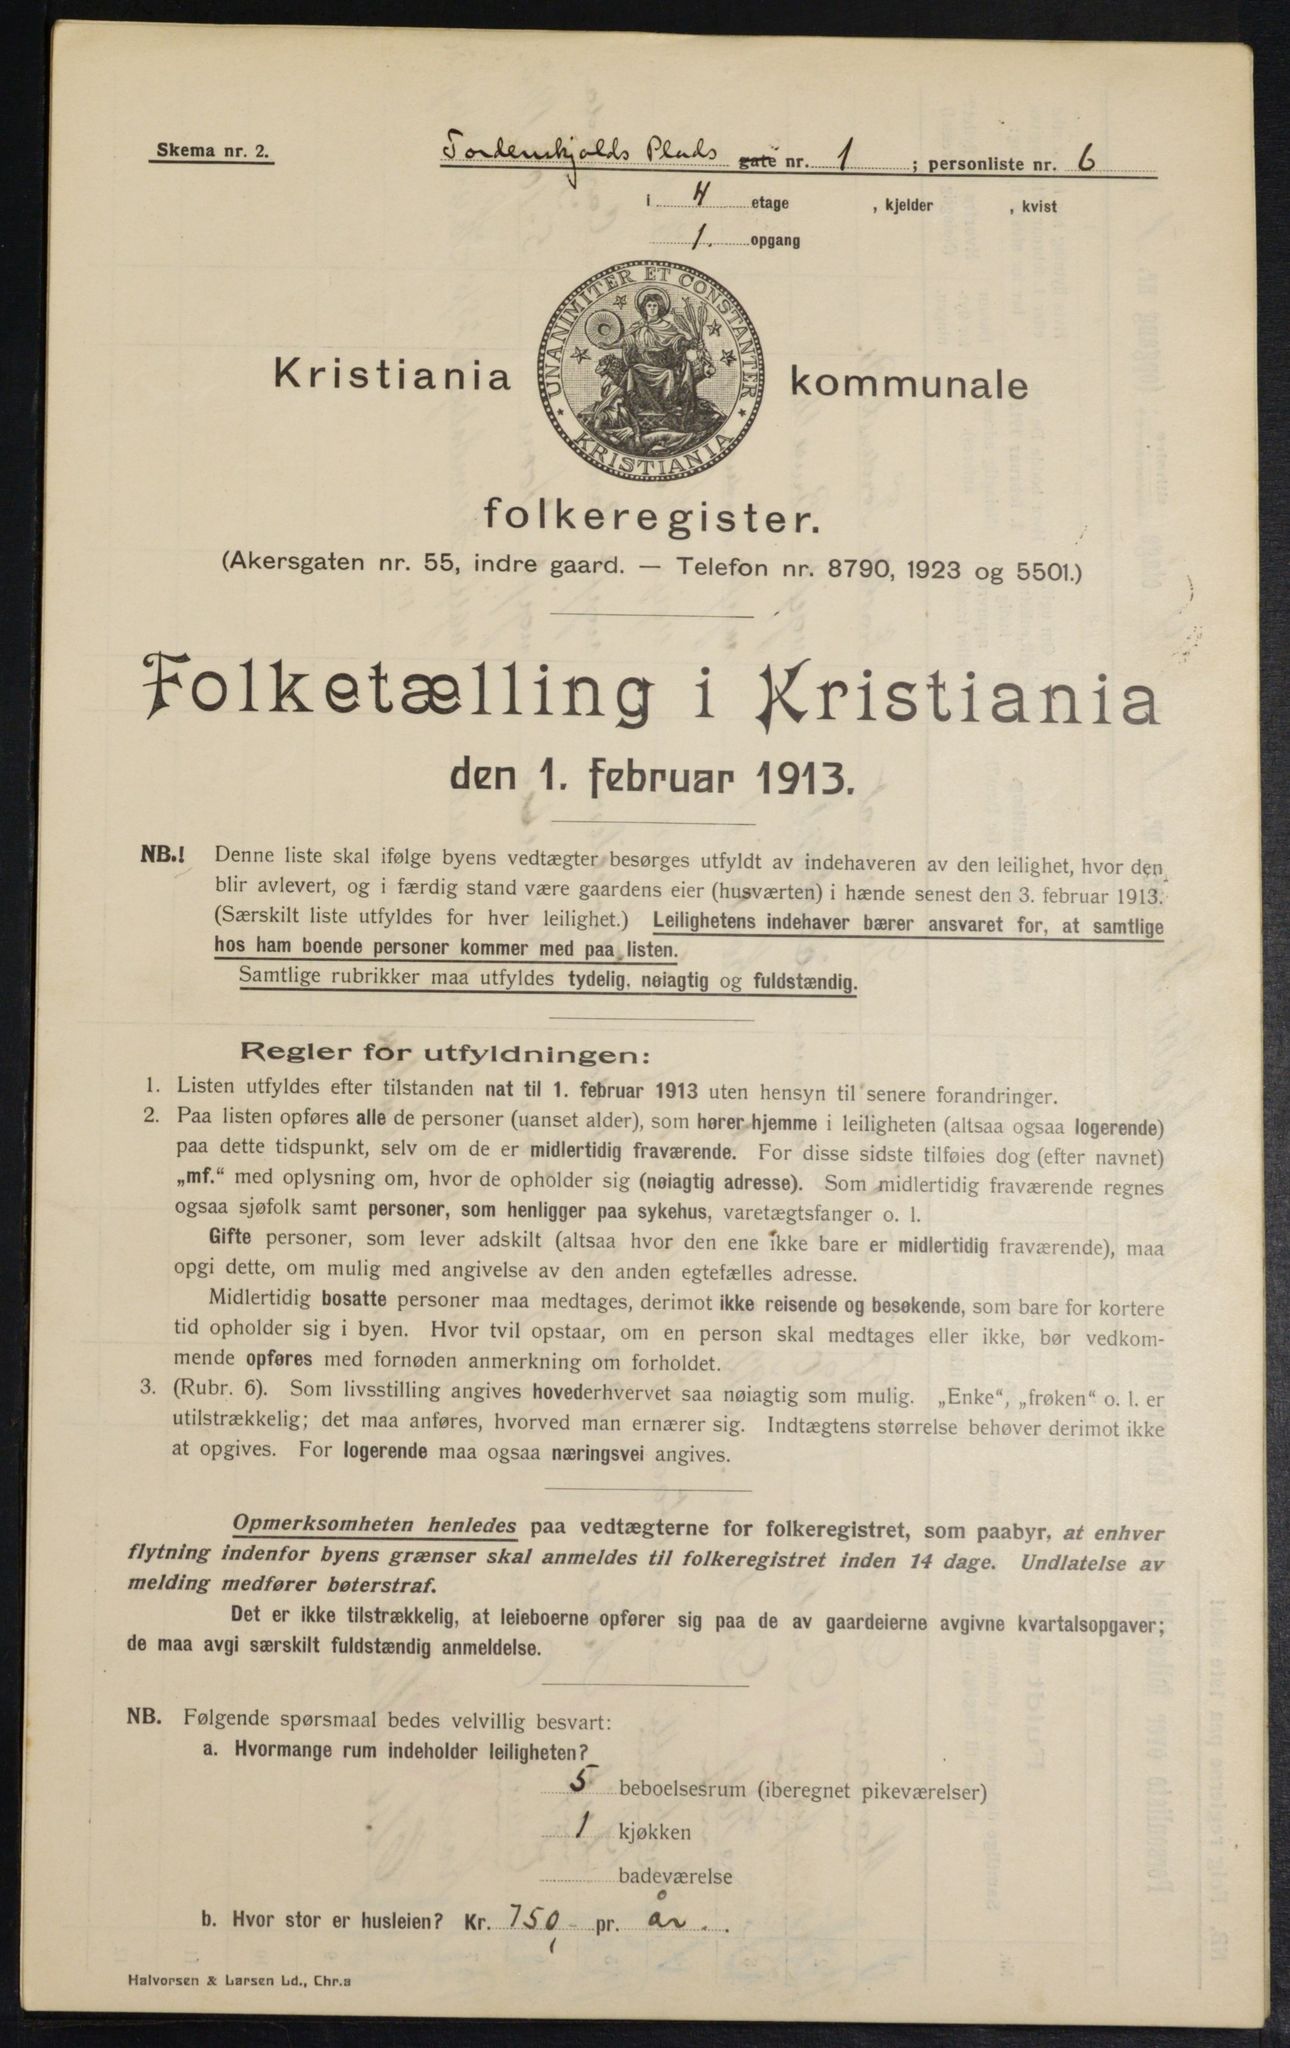 Skema nr. 2.
Tordenskjolds Plads gate nr. 1 ; personliste nr. 6
i 4 etage , kjelder , kvist
1. opgang
UNANIMITER ET CONSTANTER
KRISTIANIA
Kristiania kommunale
folkeregister.
(Akersgaten nr. 55, indre gaard. — Telefon nr. 8790, 1923 og 5501.)
Folketælling i Kristiania
den 1. februar 1913.
NB.! Denne liste skal ifølge byens vedtægter besørges utfyldt av indehaveren av den leilighet, hvor den
blir avlevert, og i færdig stand være gaardens eier (husværten) i hænde senest den 3. februar 1913.
(Særskilt liste utfyldes for hver leilighet.) Leilighetens indehaver bærer ansvaret for, at samtlige
hos ham boende personer kommer med paa listen.
Samtlige rubrikker maa utfyldes tydelig, nøiagtig og fuldstændig.
Regler for utfyldningen:
1. Listen utfyldes efter tilstanden nat til 1. februar 1913 uten hensyn til senere forandringer.
2. Paa listen opføres alle de personer (uanset alder), som hører hjemme i leiligheten (altsaa ogsaa logerende)
paa dette tidspunkt, selv om de er midlertidig fraværende. For disse sidste tilføies dog (efter navnet)
„mf.“ med oplysning om, hvor de opholder sig (nøiagtig adresse). Som midlertidig fraværende regnes
ogsaa sjøfolk samt personer, som henligger paa sykehus, varetægtsfanger o. l.
Gifte personer, som lever adskilt (altsaa hvor den ene ikke bare er midlertidig fraværende), maa
opgi dette, om mulig med angivelse av den anden egtefælles adresse.
Midlertidig bosatte personer maa medtages, derimot ikke reisende og besøkende, som bare for kortere
tid opholder sig i byen. Hvor tvil opstaar, om en person skal medtages eller ikke, bør vedkom-
mende opføres med fornøden anmerkning om forholdet.
3. (Rubr. 6). Som livsstilling angives hovederhvervet saa nøiagtig som mulig. „Enke“, „frøken“ o. l. er
utilstrækkelig; det maa anføres, hvorved man ernærer sig. Indtægtens størrelse behøver derimot ikke
at opgives. For logerende maa ogsaa næringsvei angives.
Opmerksomheten henledes paa vedtægterne for folkeregistret, som paabyr, at enhver
flytning indenfor byens grænser skal anmeldes til folkeregistret inden 14 dage. Undlatelse av
melding medfører bøterstraf.
Det er ikke tilstrækkelig, at leieboerne opfører sig paa de av gaardeierne avgivne kvartalsopgaver;
de maa avgi særskilt fuldstændig anmeldelse.
NB. Følgende spørsmaal bedes velvillig besvart:
a. Hvormange rum indeholder leiligheten?
5 beboelsesrum (iberegnet pikeværelser)
1 kjøkken
badeværelse
b. Hvor stor er husleien? Kr. 750,- pr. år.
Halvorsen & Larsen Ld., Chr.a